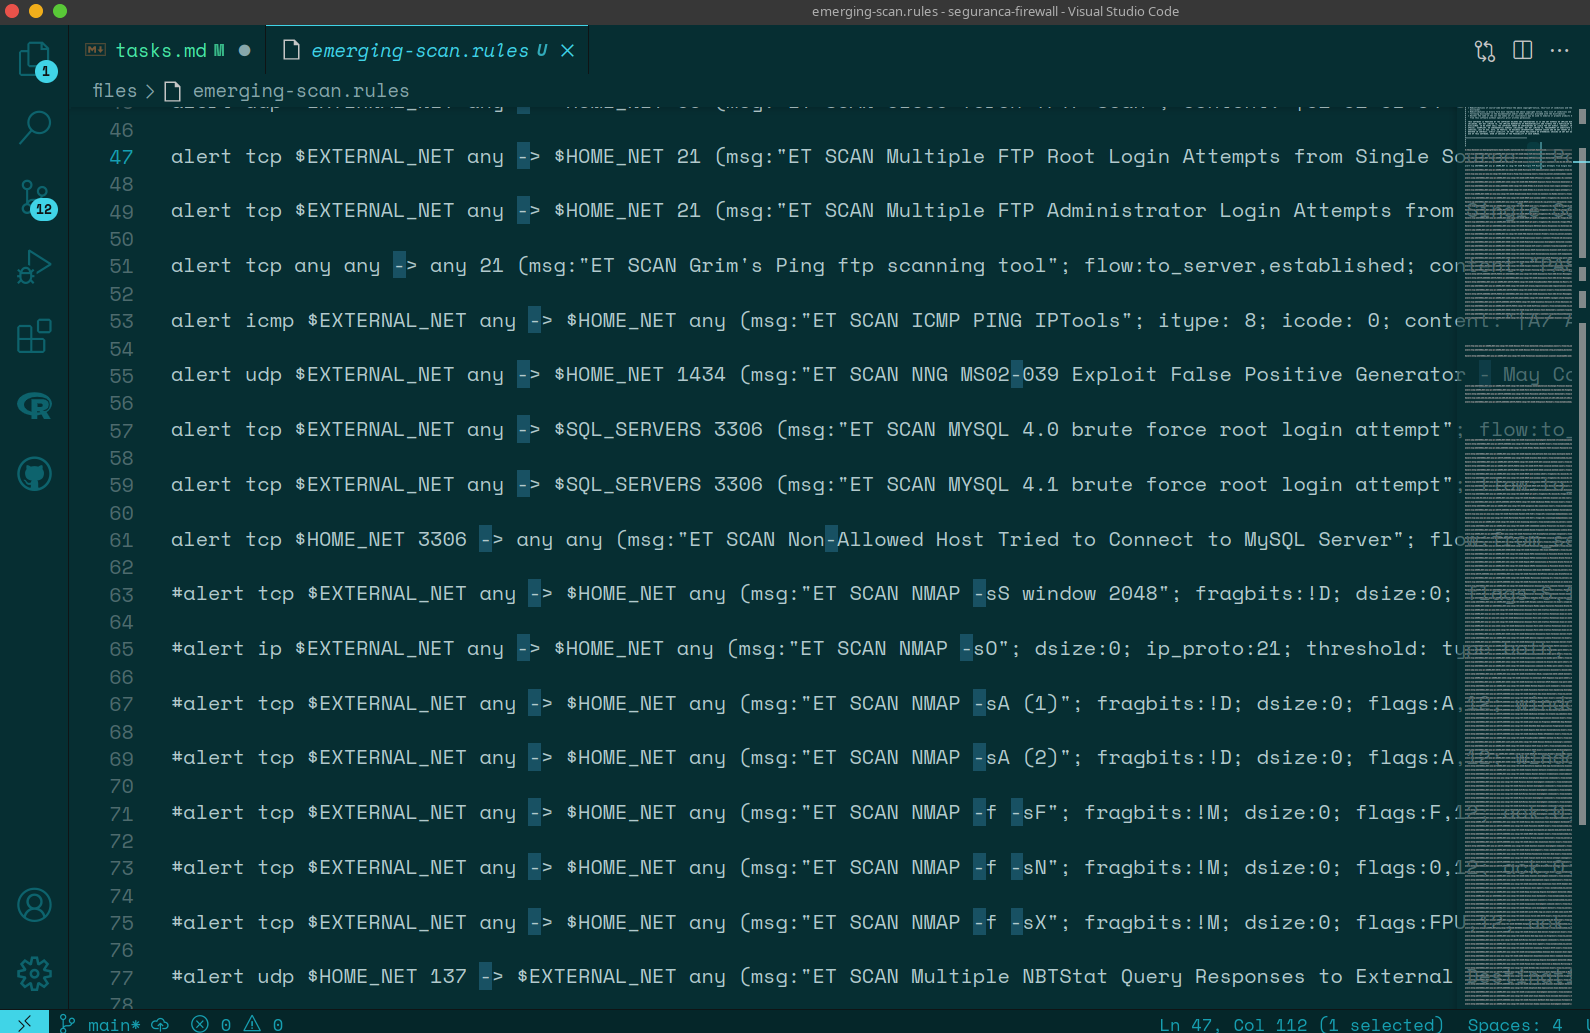 emerging-scan.rules - seguranca-firewall - Visual Studio Code
tasks.md M
emerging-scan.rules U
1
12
files > emerging-scan.rules
46
47 alert tcp $EXTERNAL_NET any -> $HOME_NET 21 (msg:"ET SCAN Multiple FTP Root Login Attempts from Single Source -
48
49 alert tcp $EXTERNAL_NET any -> $HOME_NET 21 (msg:"ET SCAN Multiple FTP Administrator Login Attempts from Single
50
51 alert tcp any any -> any 21 (msg:"ET SCAN Grim's Ping ftp scanning tool"; flow:to_server,established; content:"PAS
52
53 alert icmp $EXTERNAL_NET any -> $HOME_NET any (msg:"ET SCAN ICMP PING IPTools"; itype: 8; icode: 0; content:"|A7
54
55 alert udp $EXTERNAL_NET any -> $HOME_NET 1434 (msg:"ET SCAN NNG MS02-039 Exploit False Positive Generator - May Co
56
57 alert tcp $EXTERNAL_NET any -> $SQL_SERVERS 3306 (msg:"ET SCAN MYSQL 4.0 brute force root login attempt"; flow:to_
58
59 alert tcp $EXTERNAL_NET any -> $SQL_SERVERS 3306 (msg:"ET SCAN MYSQL 4.1 brute force root login attempt"; flow:to_
60
61 alert tcp $HOME_NET 3306 -> any any (msg:"ET SCAN Non-Allowed Host Tried to Connect to MySQL Server"; flow:from_se
62
63 #alert tcp $EXTERNAL_NET any -> $HOME_NET any (msg:"ET SCAN NMAP -sS window 2048"; fragbits:!D; dsize:0; flags:S,1
64
65 #alert ip $EXTERNAL_NET any -> $HOME_NET any (msg:"ET SCAN NMAP -sO"; dsize:0; ip_proto:21; threshold: type both,
66
67 #alert tcp $EXTERNAL_NET any -> $HOME_NET any (msg:"ET SCAN NMAP -sA (1)"; fragbits:!D; dsize:0; flags:A,12; windo
68
69 #alert tcp $EXTERNAL_NET any -> $HOME_NET any (msg:"ET SCAN NMAP -sA (2)"; fragbits:!D; dsize:0; flags:A,12; windo
70
71 #alert tcp $EXTERNAL_NET any -> $HOME_NET any (msg:"ET SCAN NMAP -f -sF"; fragbits:!M; dsize:0; flags:F,12; ack:0;
72
73 #alert tcp $EXTERNAL_NET any -> $HOME_NET any (msg:"ET SCAN NMAP -f -sN"; fragbits:!M; dsize:0; flags:0,12; ack:0;
74
75 #alert tcp $EXTERNAL_NET any -> $HOME_NET any (msg:"ET SCAN NMAP -f -sX"; fragbits:!M; dsize:0; flags:FPU,12; ack:
76
77 #alert udp $HOME_NET 137 -> $EXTERNAL_NET any (msg:"ET SCAN Multiple NBTStat Query Responses to External Destinat
78
main* 0 0 Ln 47, Col 112 (1 selected) Spaces: 4